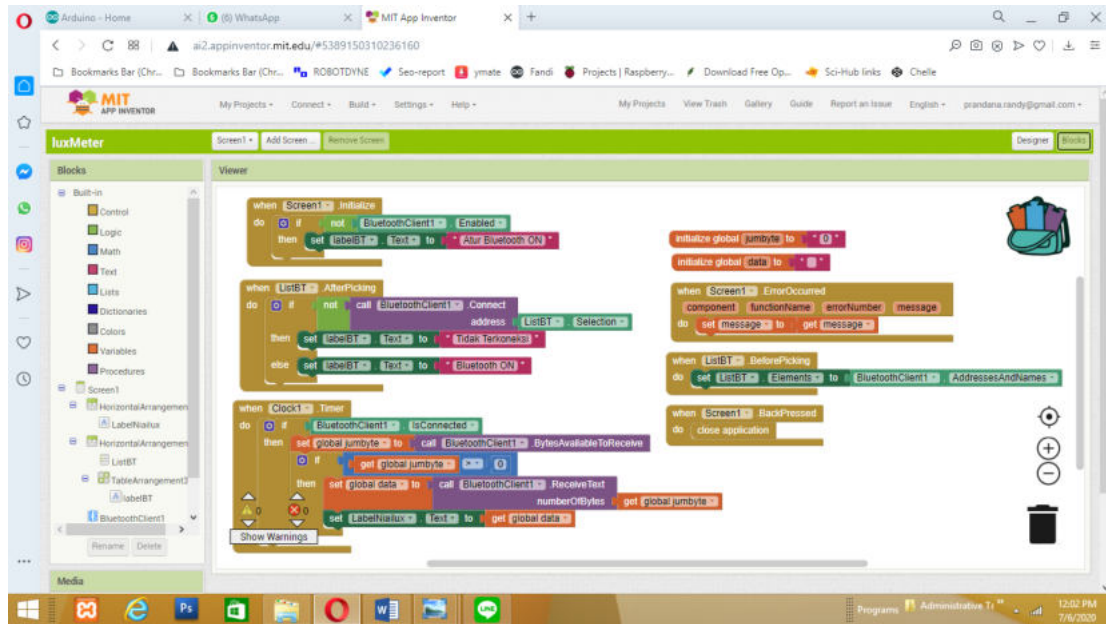 Arduino - Home
(6) WhatsApp
MIT App Inventor
ai2.appinventor.mit.edu/#5389150310236160
Bookmarks Bar (Chr...
Bookmarks Bar (Chr...
ROBOTDYNE
Seo-report
ymate
Fandi
Projects | Raspberry...
Download Free Op...
Sci-Hub links
Chelle
MIT
APP INVENTOR
My Projects
Connect
Build
Settings
Help
My Projects
View Trash
Gallery
Guide
Report an Issue
English
prandana.randy@gmail.com
luxMeter
Screen1
Add Screen ...
Remove Screen
Designer
Blocks
Blocks
Viewer
Built-in
Control
Logic
Math
Text
Lists
Dictionaries
Colors
Variables
Procedures
Screen1
HorizontalArrangemen
LabelNiailux
HorizontalArrangemen
ListBT
TableArrangement3
labelBT
BluetoothClient1
Rename
Delete
Media
when Screen1 .Initialize
do if not BluetoothClient1 . Enabled
then set labelBT . Text to " Atur Bluetooth ON "
when ListBT .AfterPicking
do if not call BluetoothClient1 .Connect
address ListBT . Selection
then set labelBT . Text to " Tidak Terkoneksi "
else set labelBT . Text to " Bluetooth ON "
when Clock1 .Timer
do if BluetoothClient1 . IsConnected
then set global jumbyte to call BluetoothClient1 .BytesAvailableToReceive
if get global jumbyte > 0
then set global data to call BluetoothClient1 .ReceiveText
numberOfBytes get global jumbyte
set LabelNiailux . Text to get global data
0 0
Show Warnings
initialize global jumbyte to " 0 "
initialize global data to " "
when Screen1 .ErrorOccurred
component functionName errorNumber message
do set message to get message
when ListBT .BeforePicking
do set ListBT . Elements to BluetoothClient1 . AddressesAndNames
when Screen1 .BackPressed
do close application
Ps
LINE
Programs
Administrative To
12:02 PM
7/6/2020